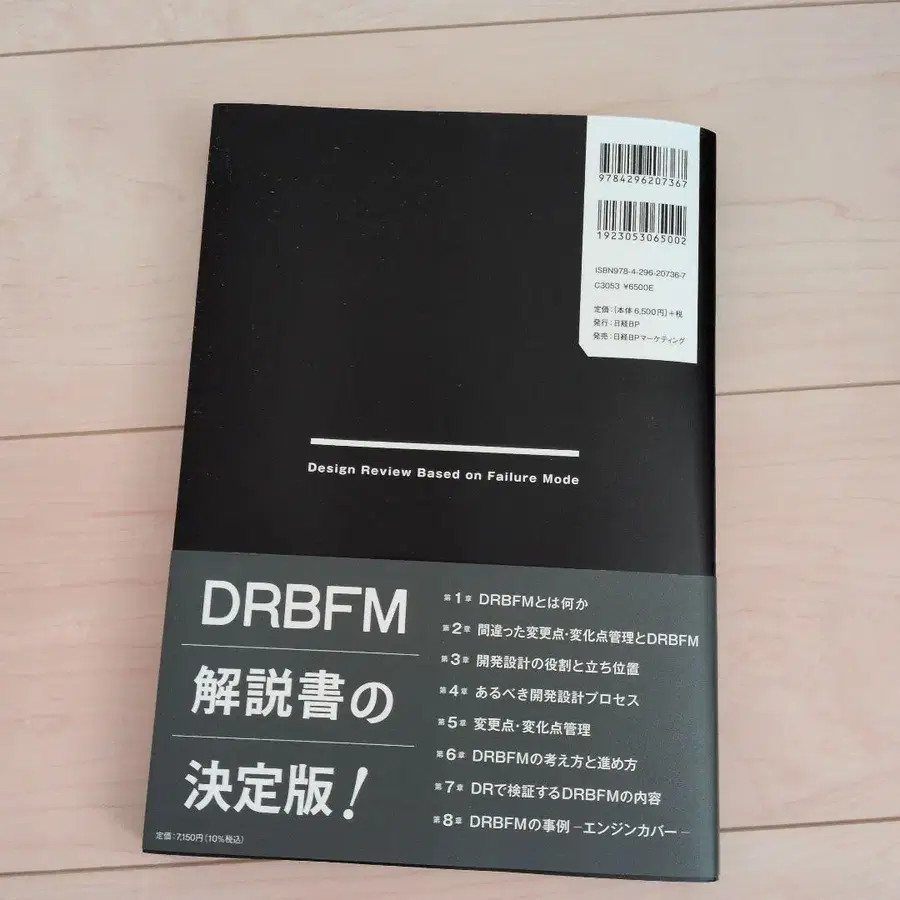 9784296207367
1923053065002
ISBN978-4-296-20736-7
C3053 ¥6500E
定価:[本体6,500円]+税
発行:日経BP
発売:日経BPマーケティング
Design Review Based on Failure Mode
DRBFM
解説書の
決定版!
定価:7,150円(10%税込)
第1章 DRBFMとは何か
第2章 間違った変更点・変化点管理とDRBFM
第3章 開発設計の役割と立ち位置
第4章 あるべき開発設計プロセス
第5章 変更点・変化点管理
第6章 DRBFMの考え方と進め方
第7章 DRで検証するDRBFMの内容
第8章 DRBFMの事例 −エンジンカバー−